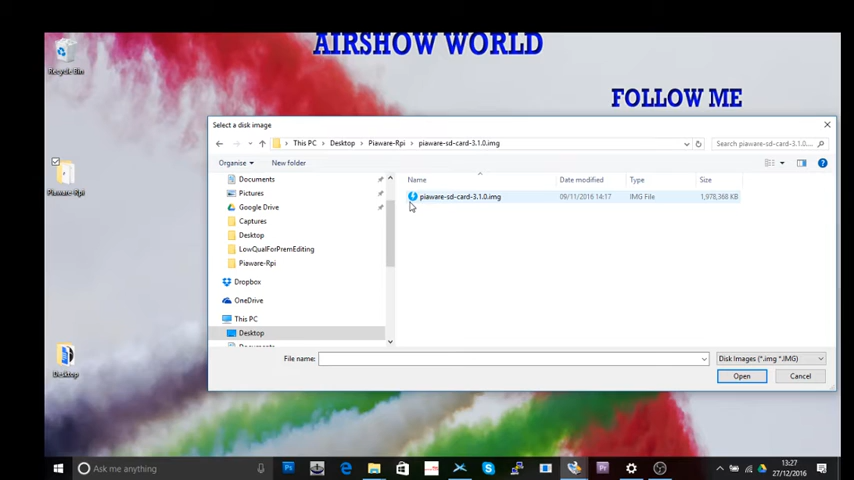 AIRSHOW WORLD
FOLLOW ME
Recycle Bin
Piaware-Rpi
Desktop
Select a disk image
This PC > Desktop > Piaware-Rpi > piaware-sd-card-3.1.0.img
Search piaware-sd-card-3.1.0....
Organise
New folder
Documents
Pictures
Google Drive
Captures
Desktop
LowQualForPremEditing
Piaware-Rpi
Dropbox
OneDrive
This PC
Desktop
Documents
Name
Date modified
Type
Size
piaware-sd-card-3.1.0.img
09/11/2016 14:17
IMG File
1,978,368 KB
File name:
Disk Images (*.img *.IMG)
Open
Cancel
Ask me anything
13:27
27/12/2016